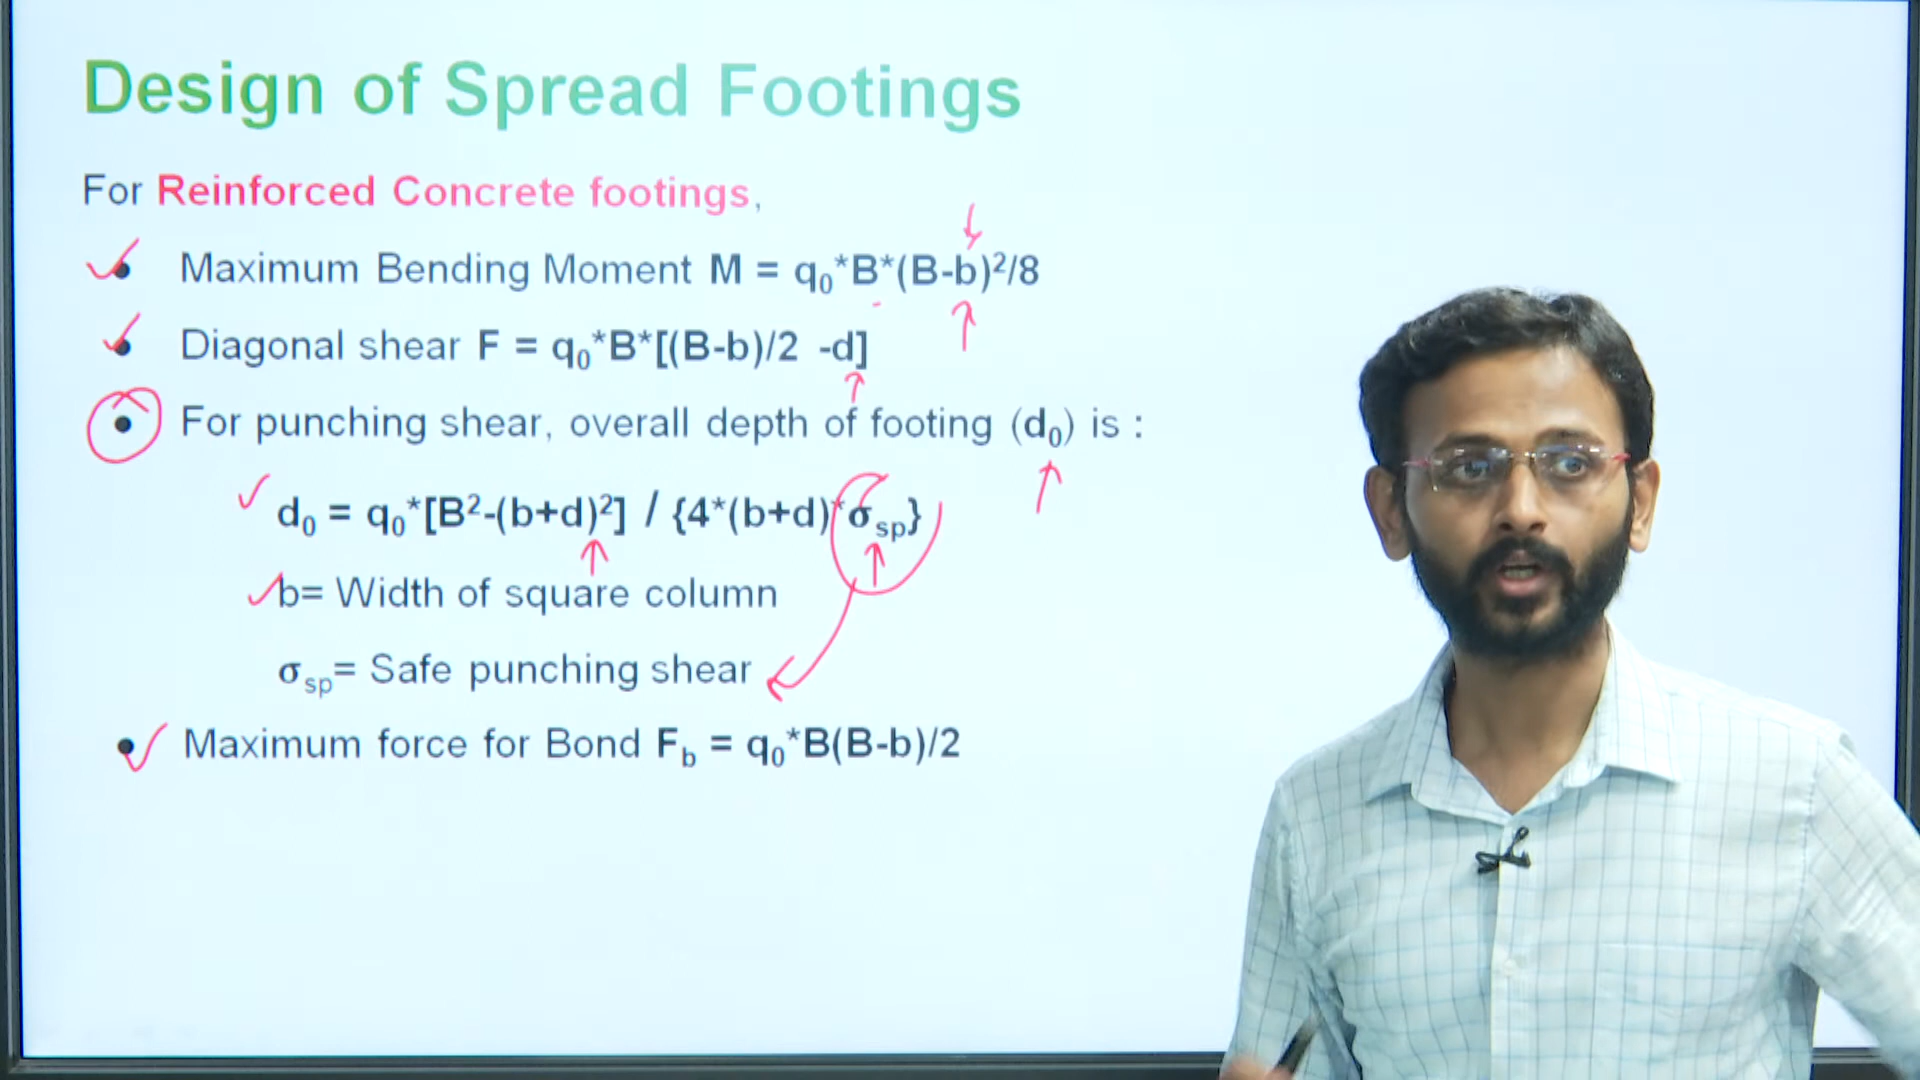 Design of Spread Footings
For Reinforced Concrete footings,
• Maximum Bending Moment M = q₀*B*(B-b)²/8
• Diagonal shear F = q₀*B*[(B-b)/2 -d]
• For punching shear, overall depth of footing (d₀) is :
d₀ = q₀*[B²-(b+d)²] / {4*(b+d)*σsp}
b= Width of square column
σsp= Safe punching shear
• Maximum force for Bond Fb = q₀*B(B-b)/2